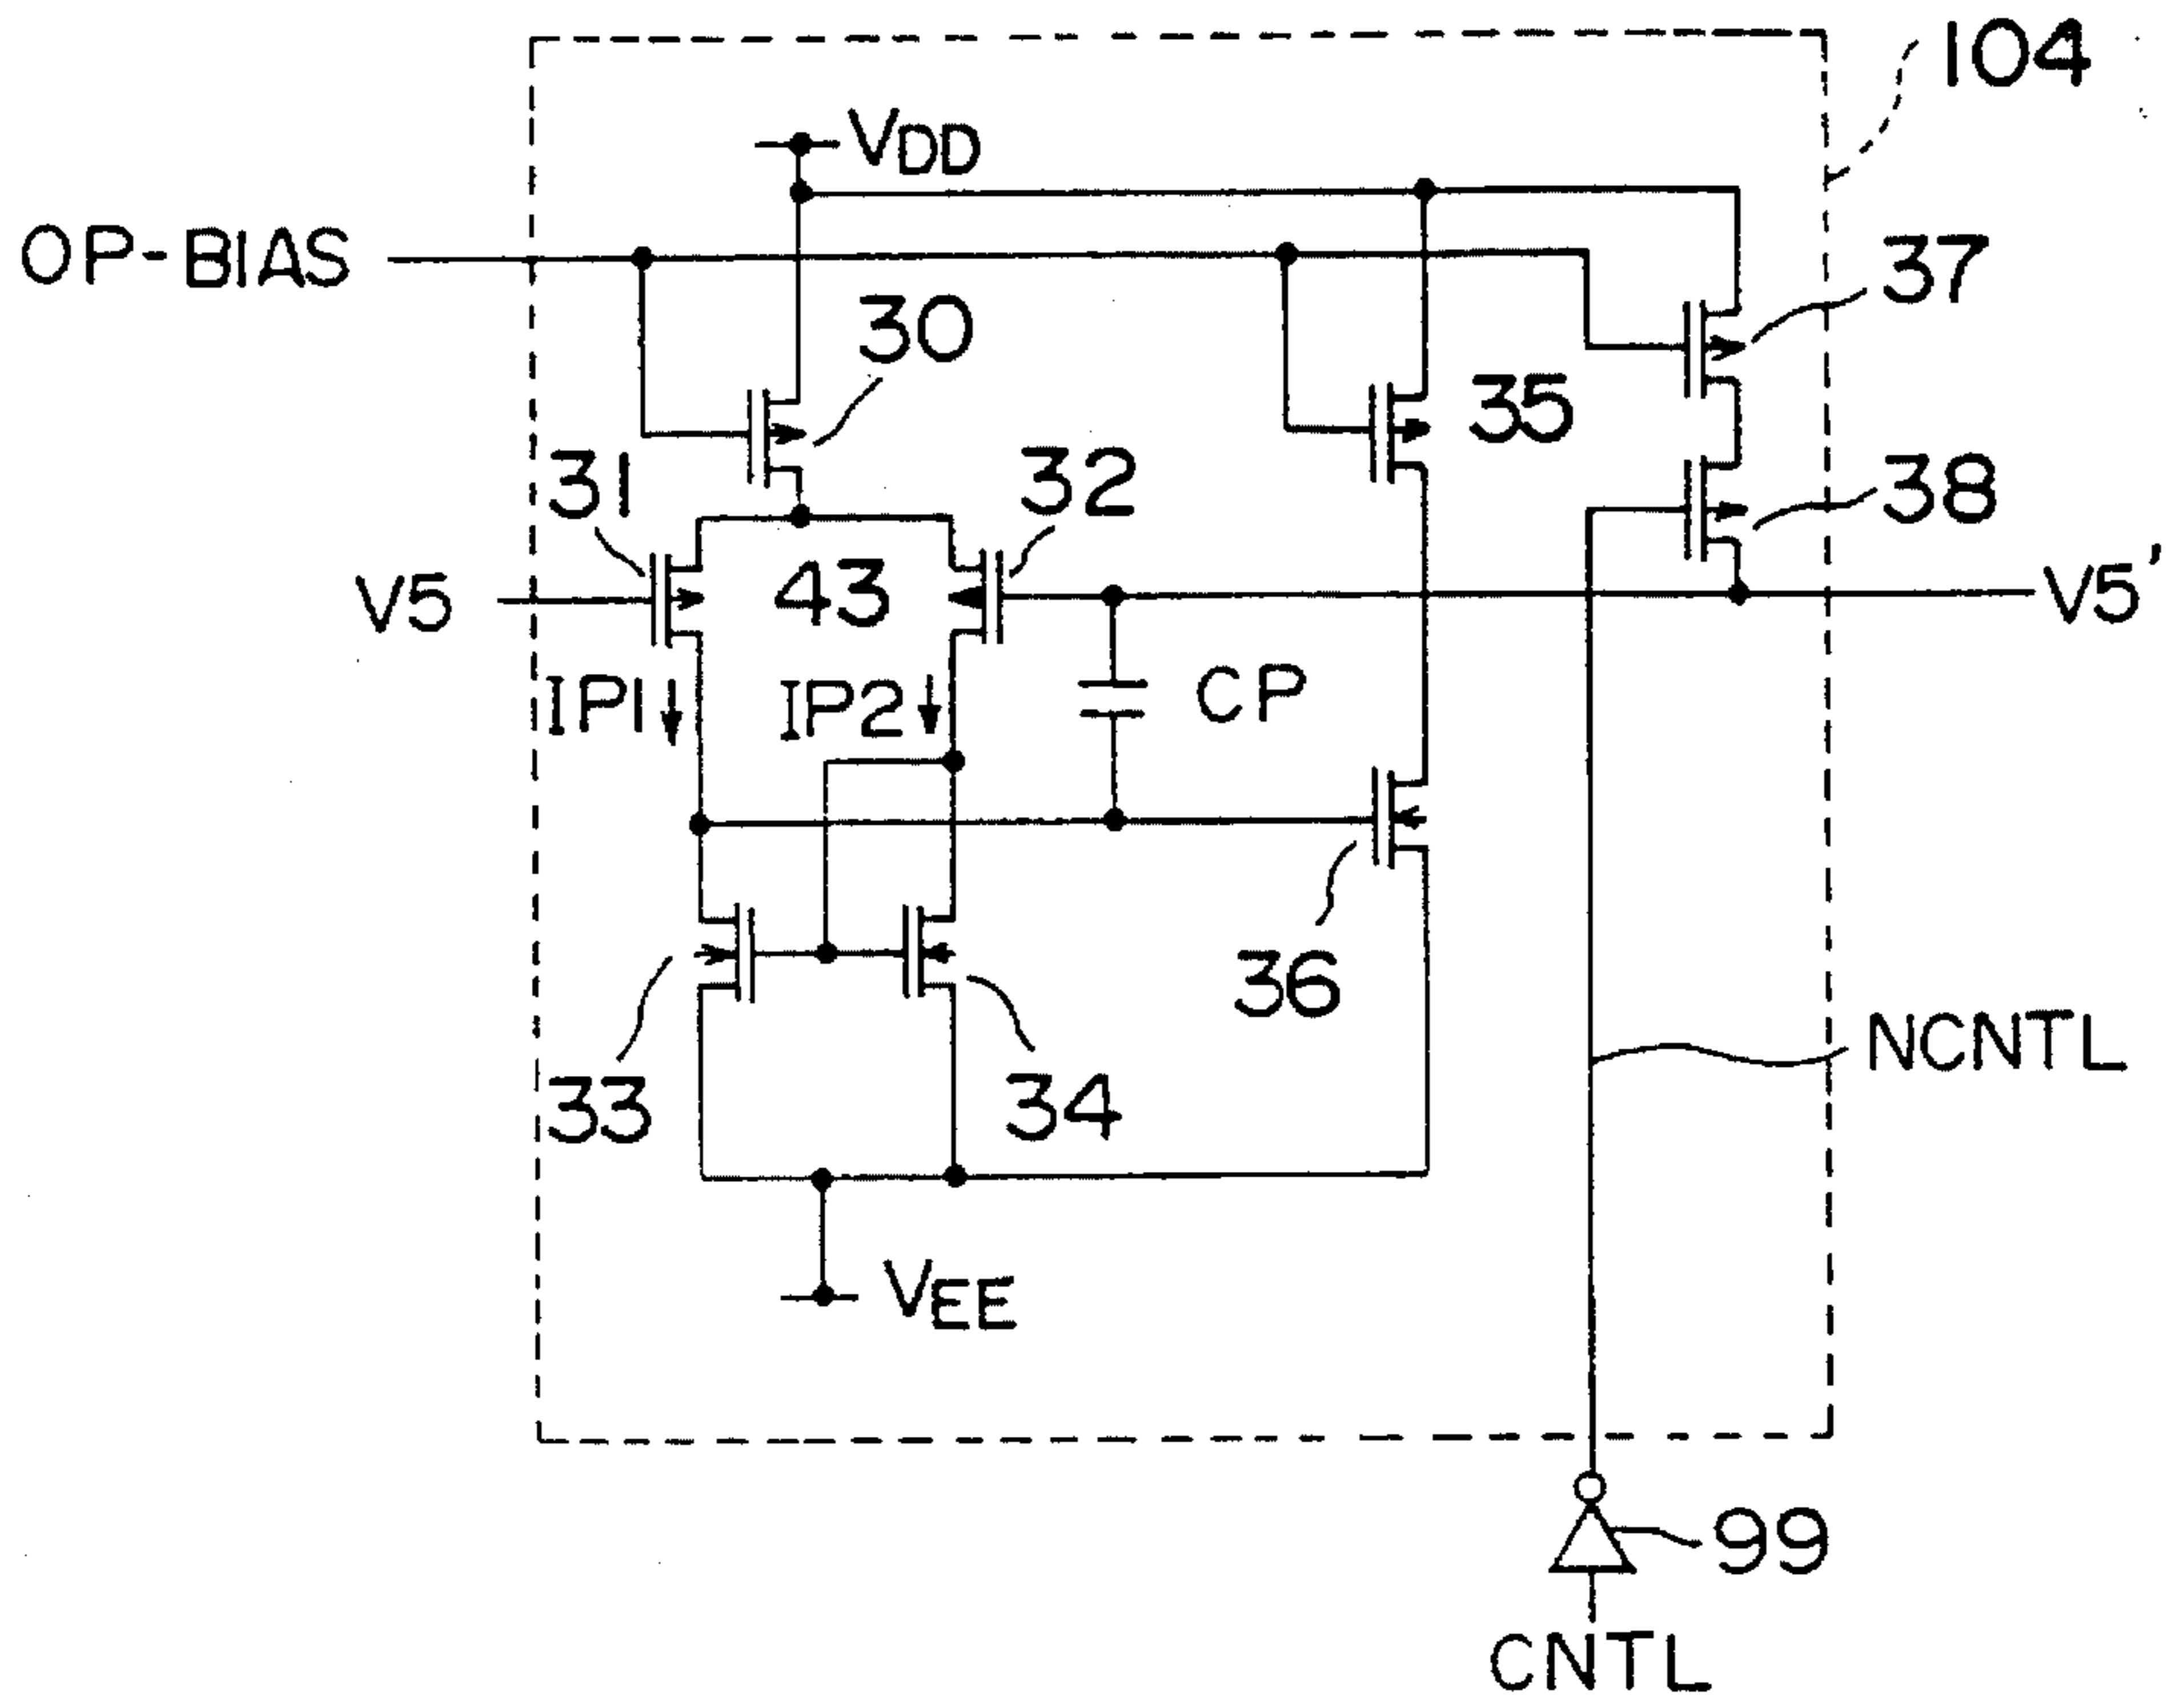 104
VDD
OP-BIAS
37
30
35
31
32
38
43
V5
V5'
IP1
IP2
CP
36
NCNTL
33
34
VEE
99
CNTL